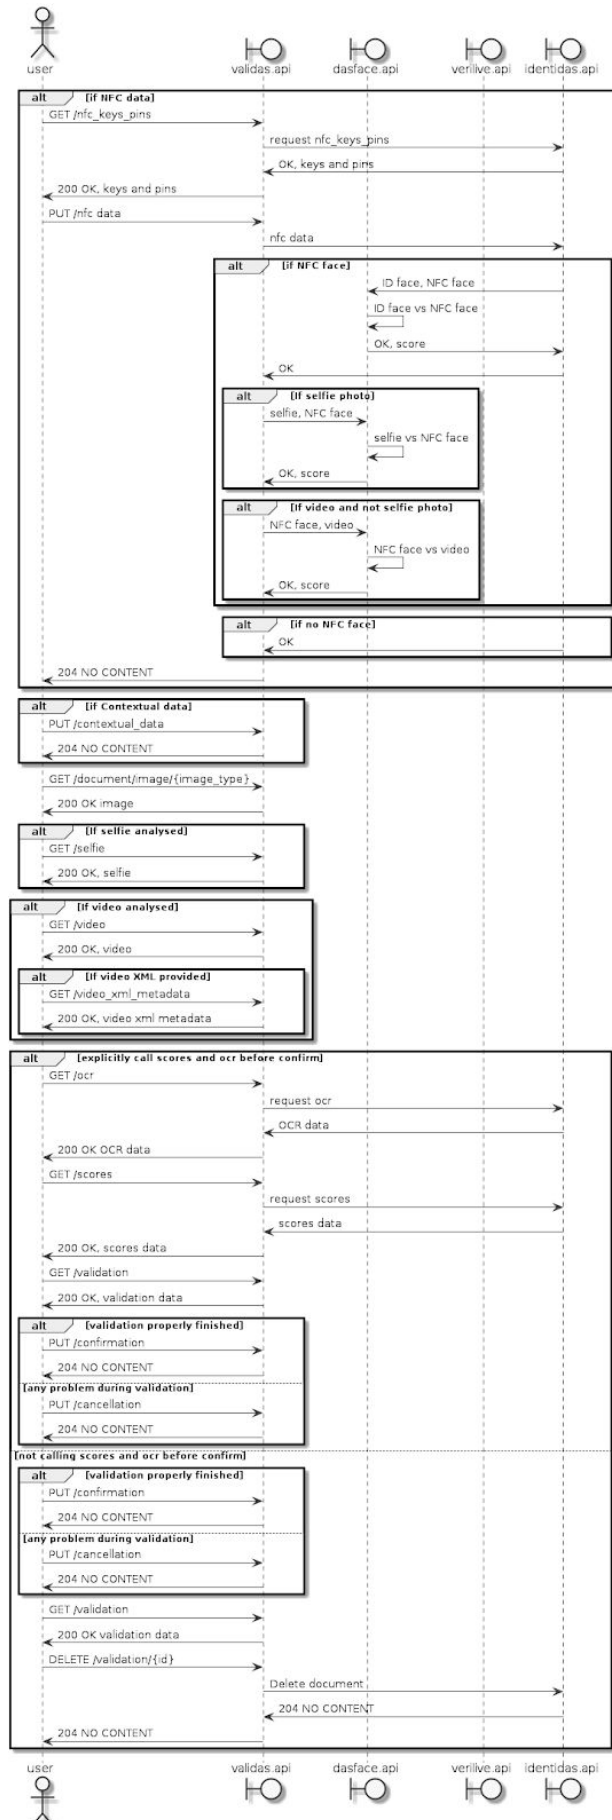 user validas.api dasface.api verilive.api identidas.api
alt [if NFC data]
GET /nfc_keys_pins
request nfc_keys_pins
OK, keys and pins
200 OK, keys and pins
PUT /nfc data
nfc data
alt [if NFC face]
ID face, NFC face
ID face vs NFC face
OK, score
OK
alt [If selfie photo]
selfie, NFC face
selfie vs NFC face
OK, score
alt [If video and not selfie photo]
NFC face, video
NFC face vs video
OK, score
alt [if no NFC face]
OK
204 NO CONTENT
alt [if Contextual data]
PUT /contextual_data
204 NO CONTENT
GET /document/image/{image_type}
200 OK image
alt [If selfie analysed]
GET /selfie
200 OK, selfie
alt [If video analysed]
GET /video
200 OK, video
alt [If video XML provided]
GET /video_xml_metadata
200 OK, video xml metadata
alt [explicitly call scores and ocr before confirm]
GET /ocr
request ocr
OCR data
200 OK OCR data
GET /scores
request scores
scores data
200 OK, scores data
GET /validation
200 OK, validation data
alt [validation properly finished]
PUT /confirmation
204 NO CONTENT
[any problem during validation]
PUT /cancellation
204 NO CONTENT
[not calling scores and ocr before confirm]
alt [validation properly finished]
PUT /confirmation
204 NO CONTENT
[any problem during validation]
PUT /cancellation
204 NO CONTENT
GET /validation
200 OK validation data
DELETE /validation/{id}
Delete document
204 NO CONTENT
204 NO CONTENT
user validas.api dasface.api verilive.api identidas.api